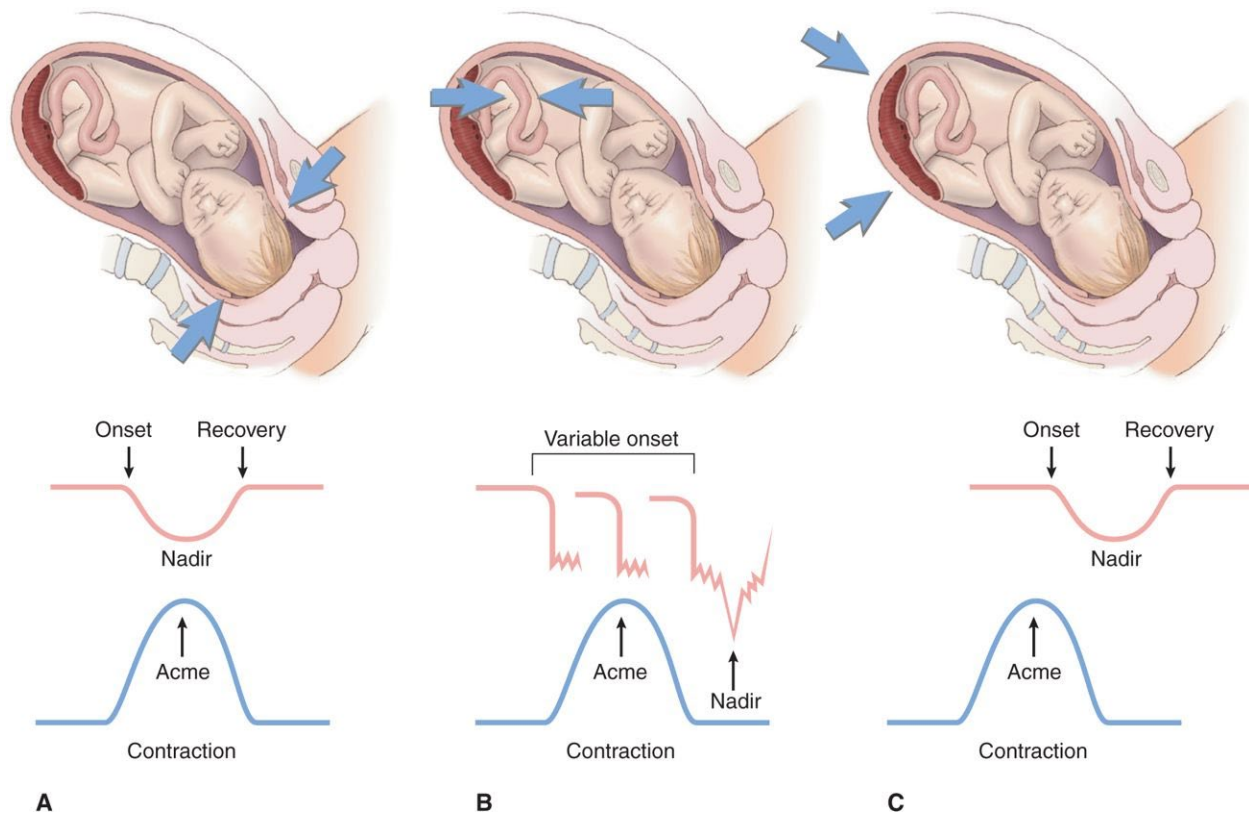 Onset Recovery
Nadir
Acme
Contraction
A
Variable onset
Acme
Nadir
Contraction
B
Onset Recovery
Nadir
Acme
Contraction
C